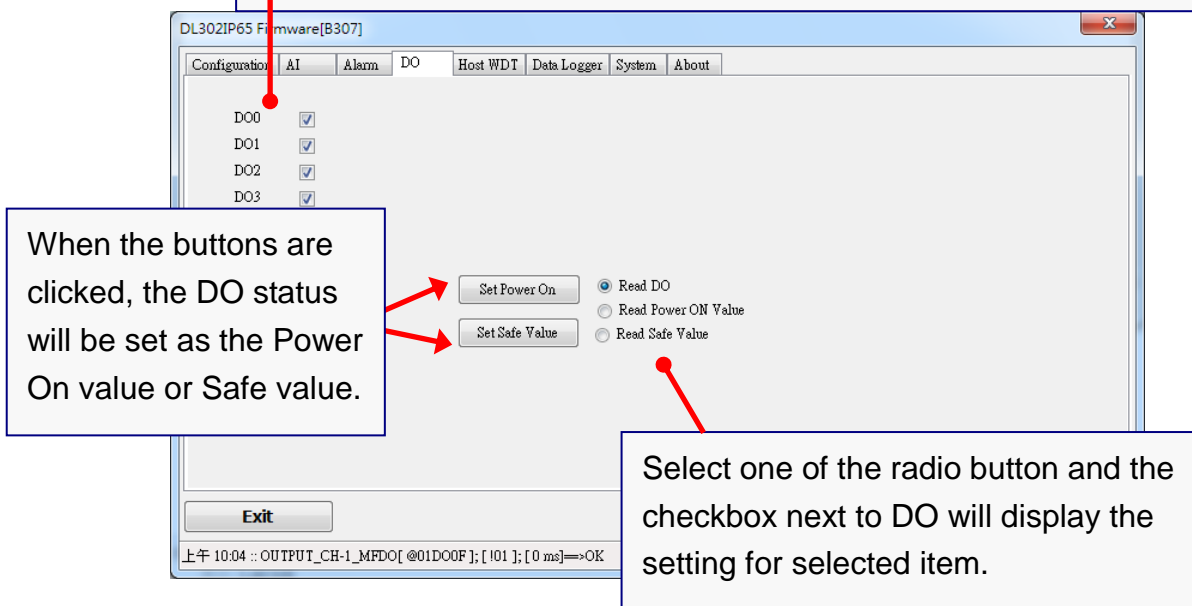 DL302IP65 Firmware[B307]
Configuration AI Alarm DO Host WDT Data Logger System About
DO0
DO1
DO2
DO3
When the buttons are
clicked, the DO status
will be set as the Power
On value or Safe value.
Set Power On
Set Safe Value
Read DO
Read Power ON Value
Read Safe Value
Select one of the radio button and the
checkbox next to DO will display the
setting for selected item.
Exit
上午 10:04 :: OUTPUT_CH-1_MFDO[ @01DO0F ]; [ !01 ]; [ 0 ms]==>OK